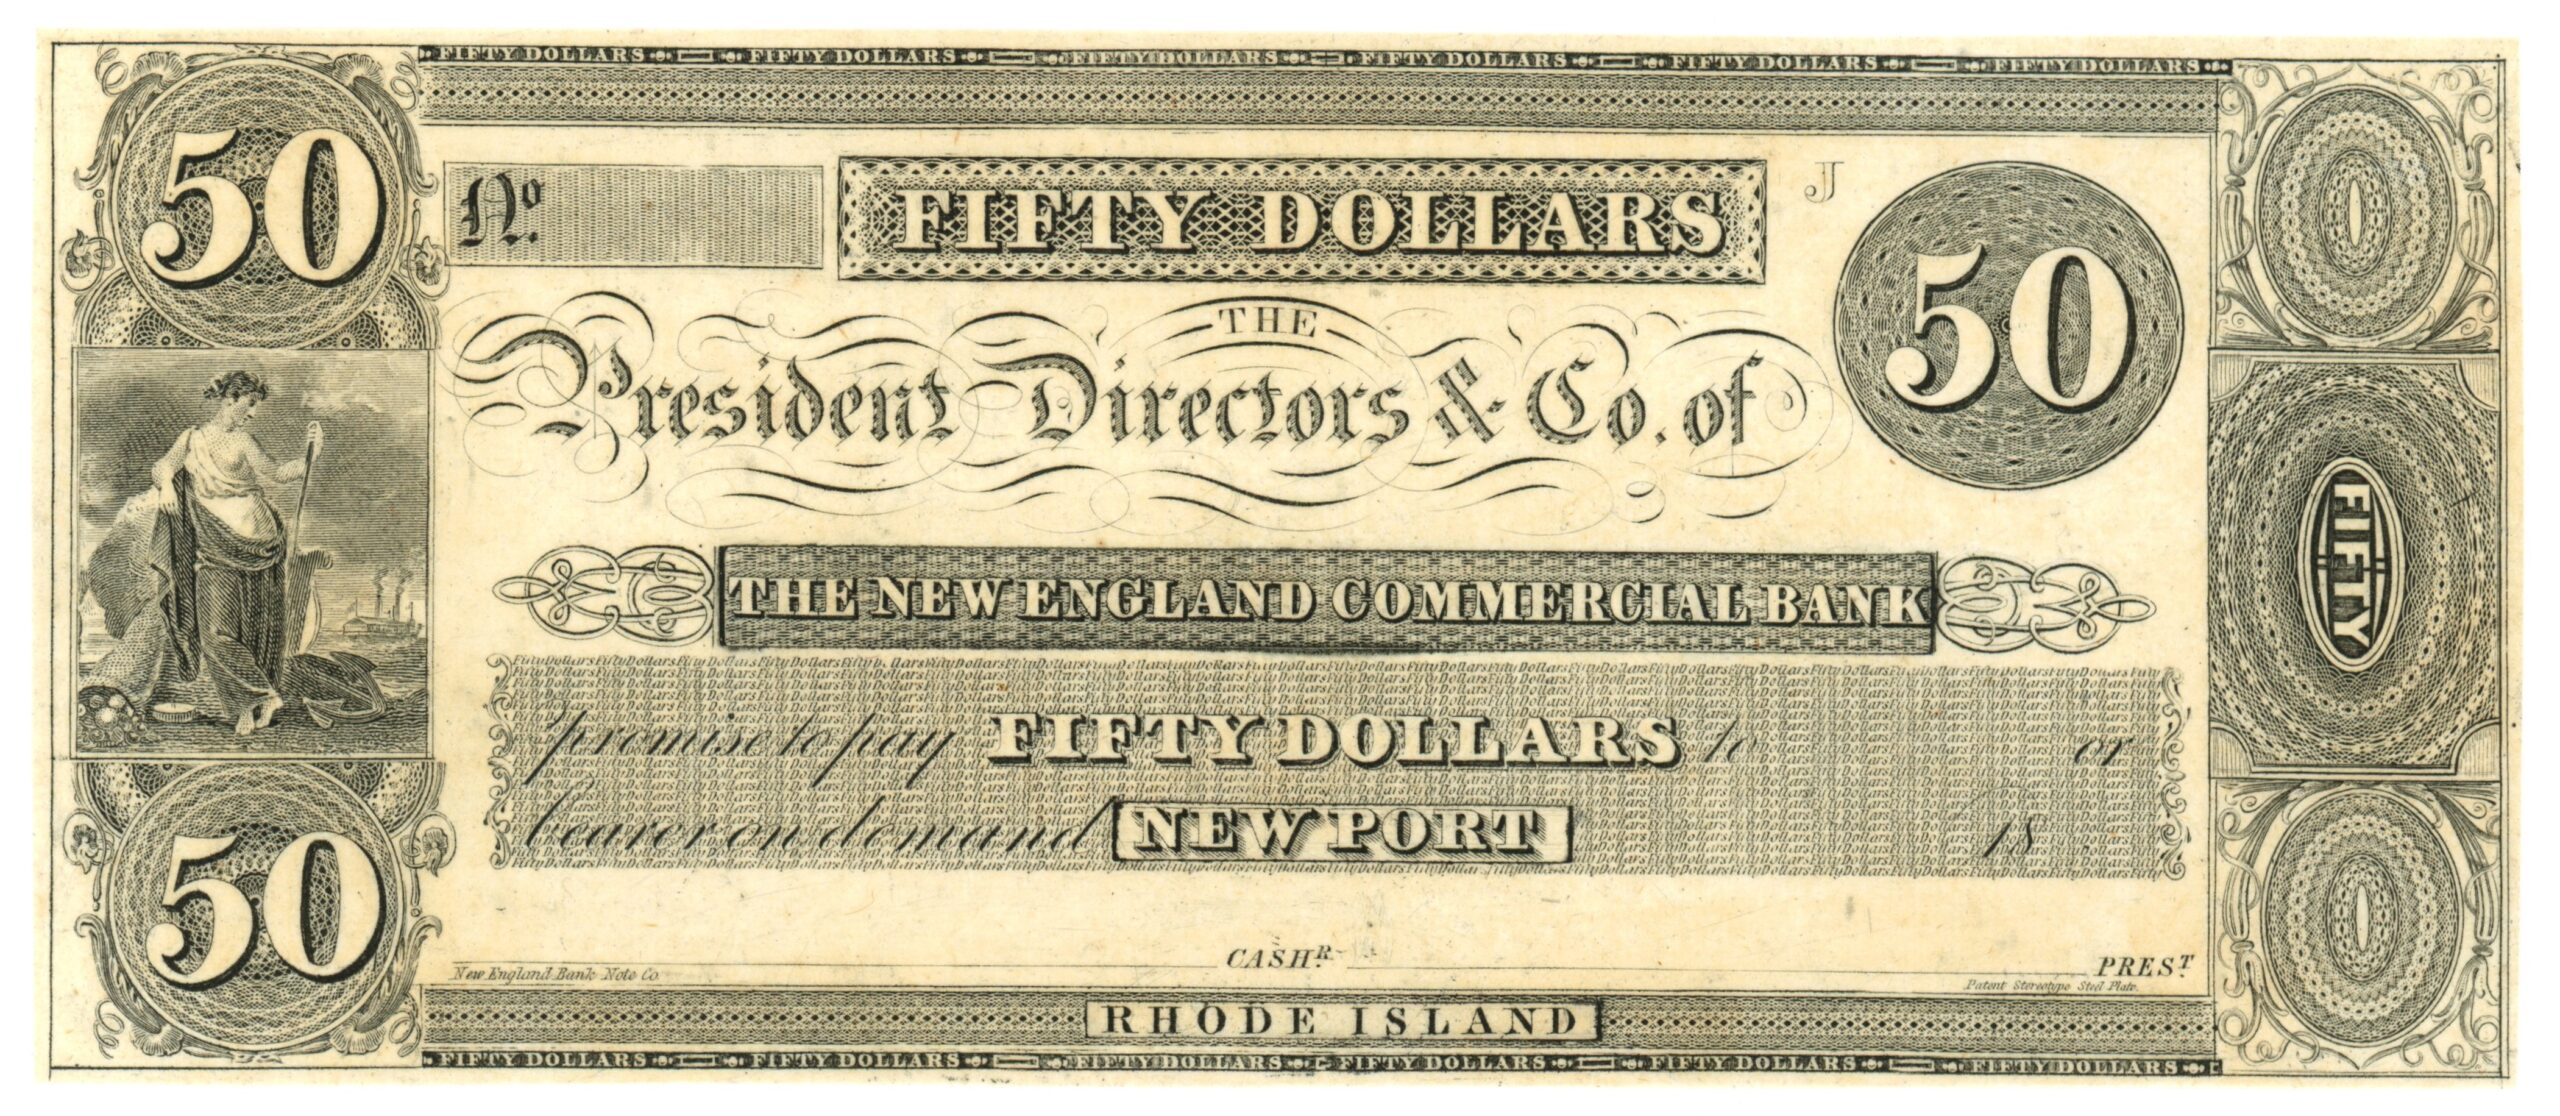 FIFTY DOLLARS FIFTY DOLLARS FIFTY DOLLARS FIFTY DOLLARS FIFTY DOLLARS FIFTY DOLLARS
50
No. FIFTY DOLLARS J
50
THE
President Directors & Co. of
THE NEW ENGLAND COMMERCIAL BANK
FIFTY
promise to pay FIFTY DOLLARS to or
bearer on demand NEWPORT 18
50
CASHR. PREST.
New England Bank Note Co.
Patent Stereotype Steel Plate.
RHODE ISLAND
FIFTY DOLLARS FIFTY DOLLARS FIFTY DOLLARS FIFTY DOLLARS FIFTY DOLLARS FIFTY DOLLARS